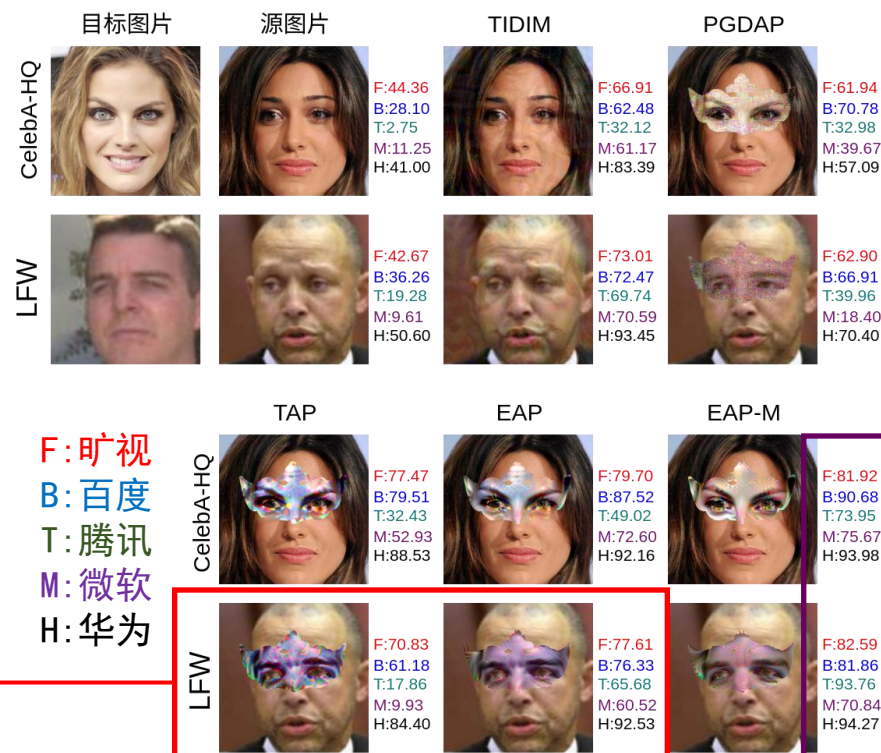 目标图片
源图片
TIDIM
PGDAP
CelebA-HQ
F:44.36
B:28.10
T:2.75
M:11.25
H:41.00
F:66.91
B:62.48
T:32.12
M:61.17
H:83.39
F:61.94
B:70.78
T:32.98
M:39.67
H:57.09
LFW
F:42.67
B:36.26
T:19.28
M:9.61
H:50.60
F:73.01
B:72.47
T:69.74
M:70.59
H:93.45
F:62.90
B:66.91
T:39.96
M:18.40
H:70.40
TAP
EAP
EAP-M
F:旷视
B:百度
T:腾讯
M:微软
H:华为
CelebA-HQ
F:77.47
B:79.51
T:32.43
M:52.93
H:88.53
F:79.70
B:87.52
T:49.02
M:72.60
H:92.16
F:81.92
B:90.68
T:73.95
M:75.67
H:93.98
LFW
F:70.83
B:61.18
T:17.86
M:9.93
H:84.40
F:77.61
B:76.33
T:65.68
M:60.52
H:92.53
F:82.59
B:81.86
T:93.76
M:70.84
H:94.27